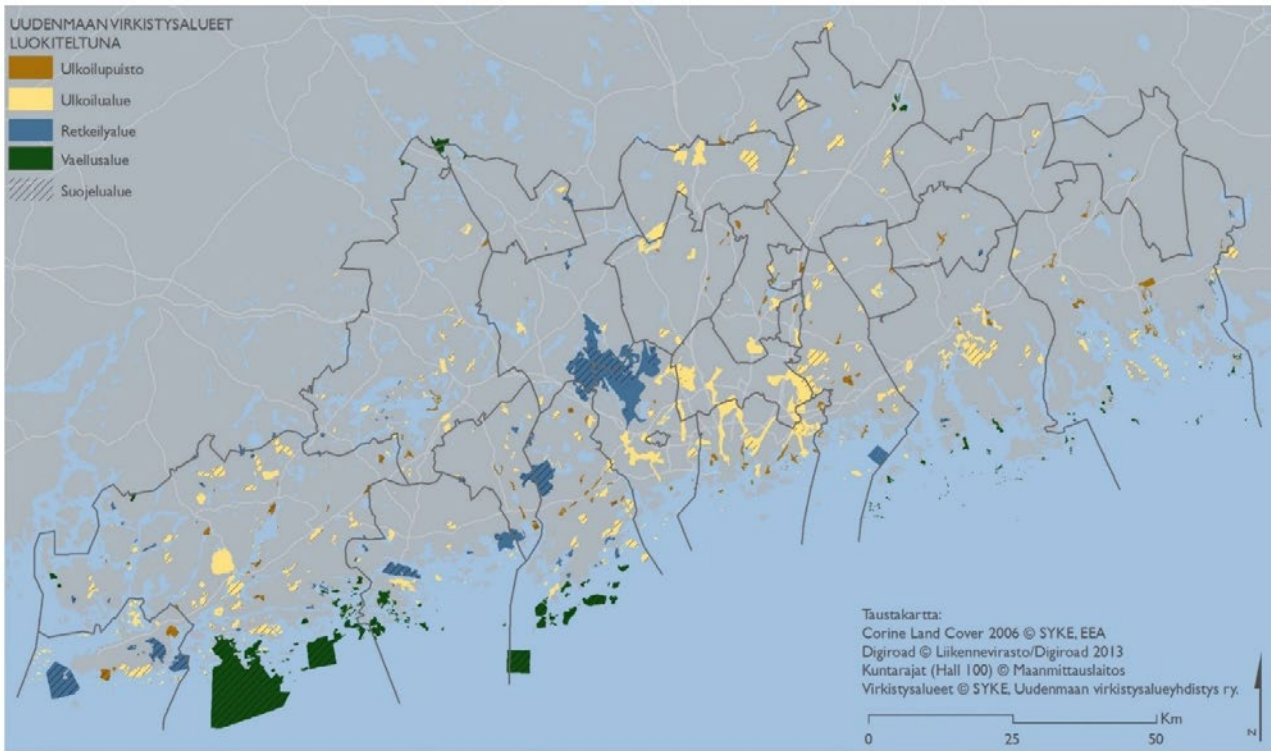 UUDENMAAN VIRKISTYSALUEET
LUOKITELTUNA
Ulkoilupuisto
Ulkoilualue
Retkeilyalue
Vaellusalue
Suojelualue
Taustakartta:
Corine Land Cover 2006 © SYKE, EEA
Digiroad © Liikennevirasto/Digiroad 2013
Kuntarajat (Hall 100) © Maanmittauslaitos
Virkistysalueet © SYKE, Uudenmaan virkistysalueyhdistys ry.
Km
0 25 50
N